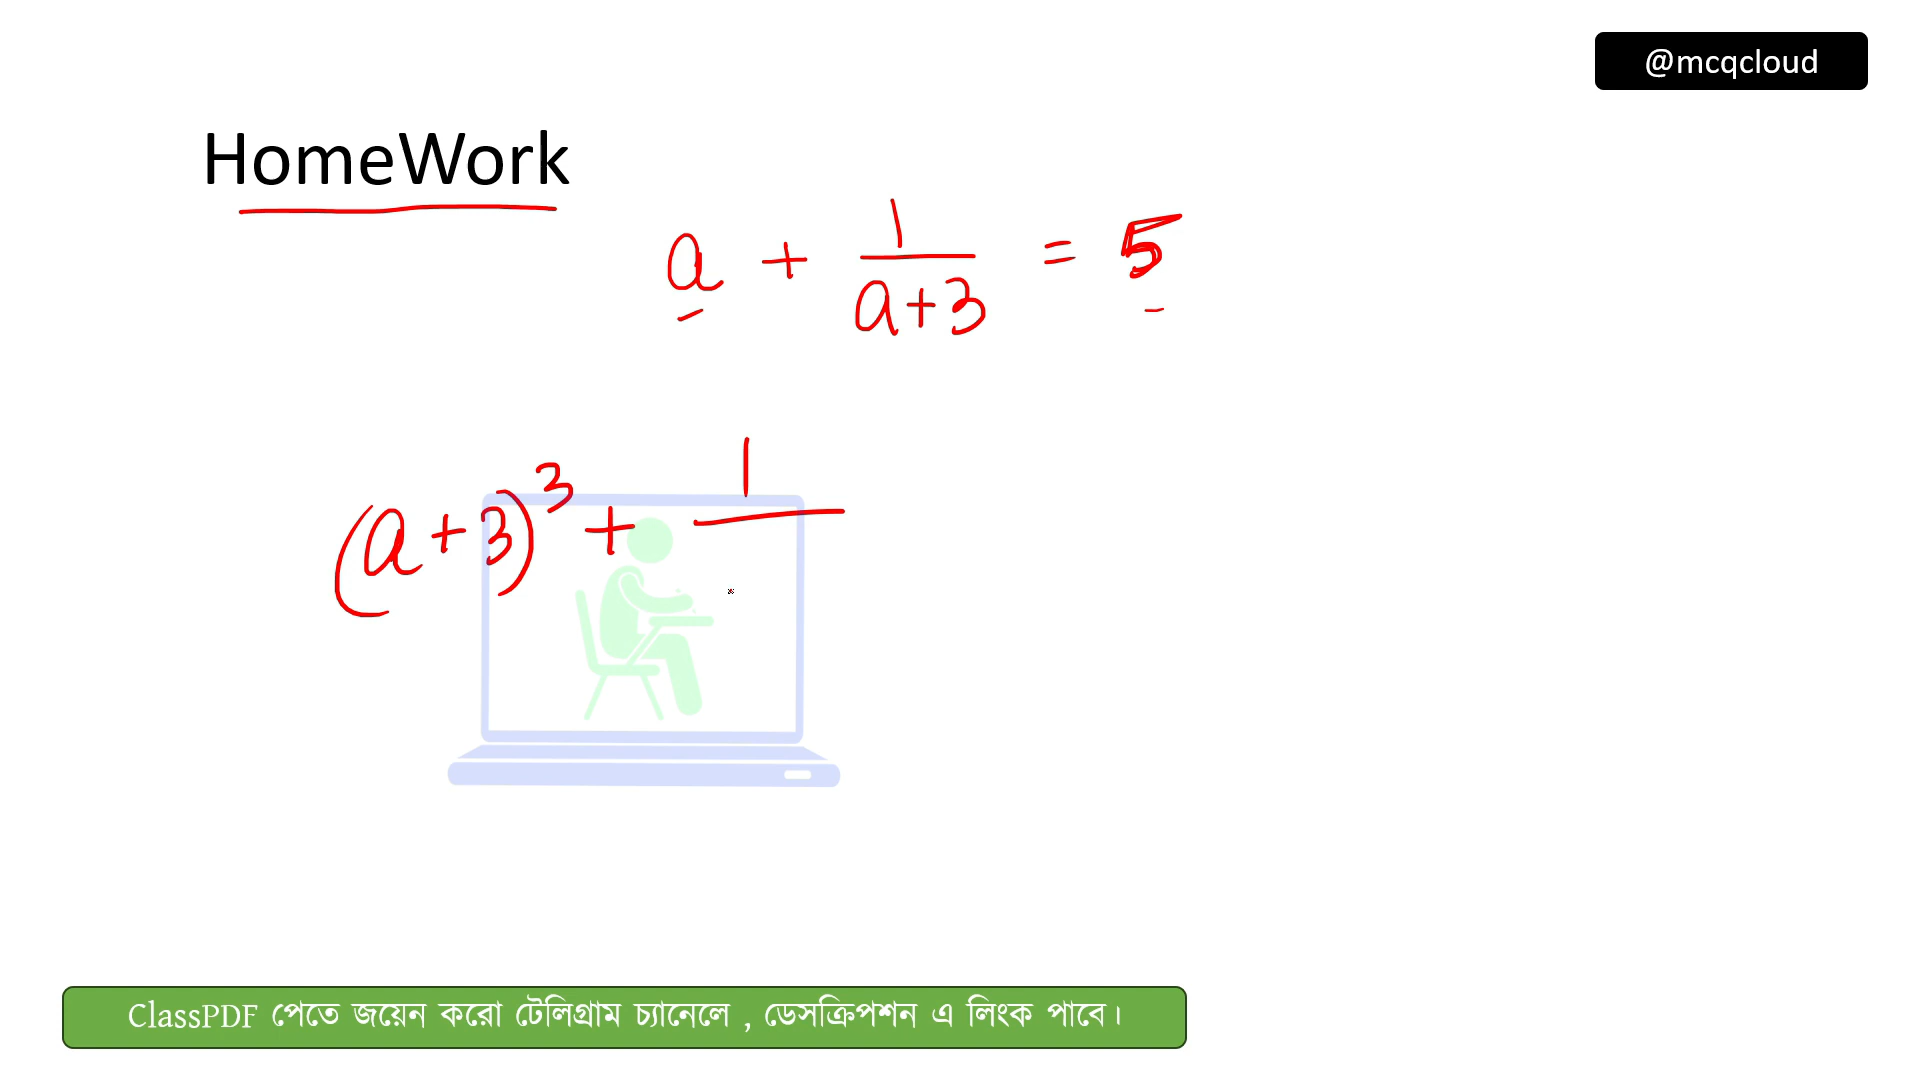 @mcqcloud
HomeWork
a + 1/(a+3) = 5
(a+3)³ + 1/
ClassPDF পেতে জয়েন করো টেলিগ্রাম চ্যানেলে , ডেসক্রিপশন এ লিংক পাবে।